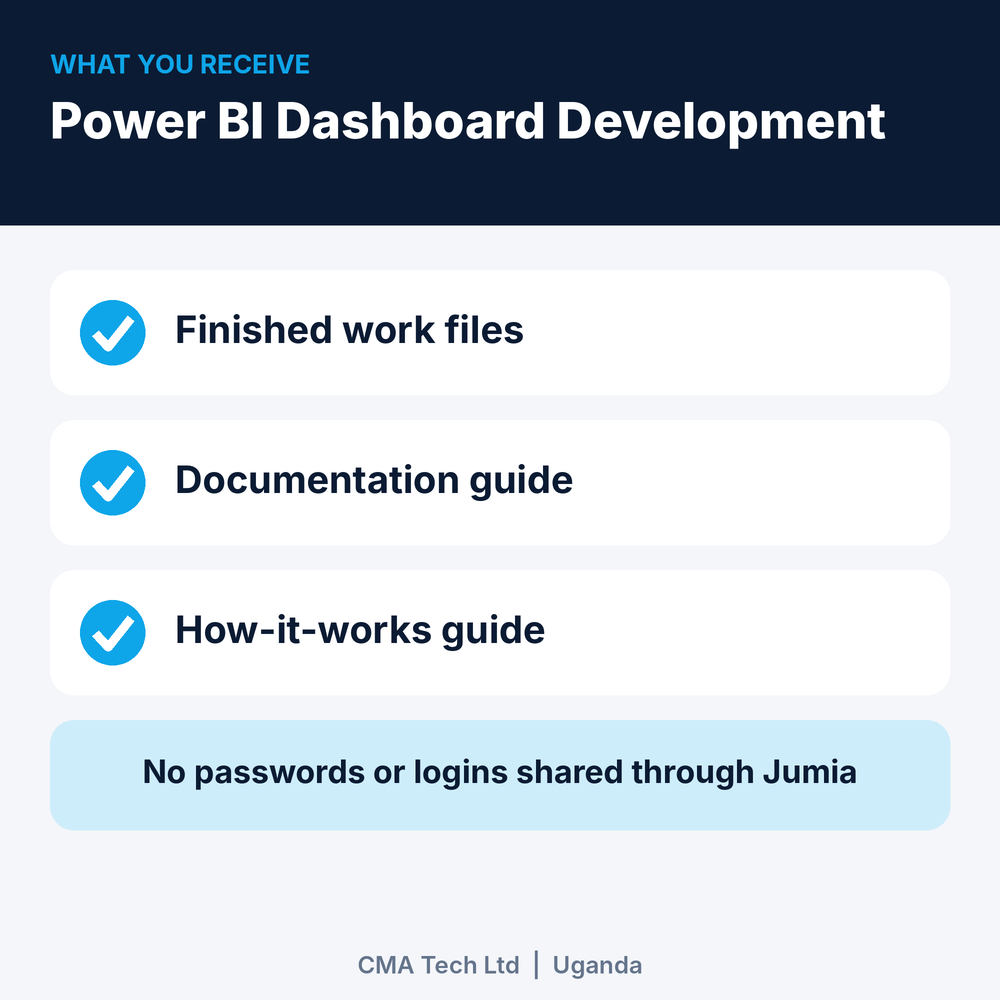 WHAT YOU RECEIVE
Power BI Dashboard Development
Finished work files
Documentation guide
How-it-works guide
No passwords or logins shared through Jumia
CMA Tech Ltd | Uganda